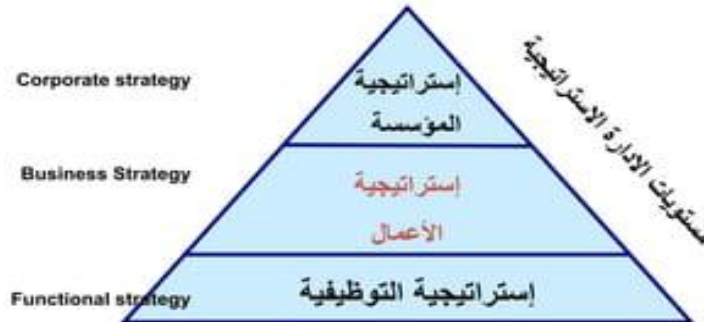 Corporate strategy
إستراتيجية
المؤسسة
Business Strategy
إستراتيجية
الأعمال
Functional strategy
إستراتيجية التوظيفية
مستويات الادارة الاستراتيجية